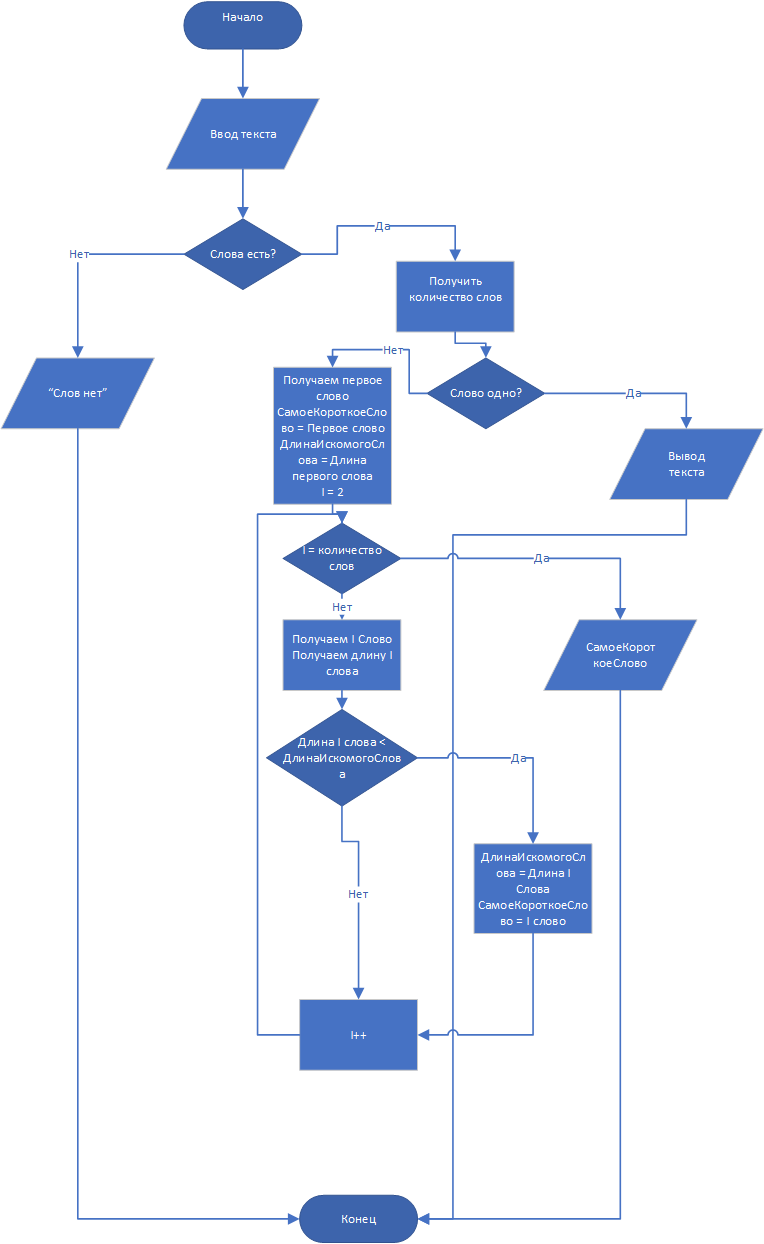 Начало
Ввод текста
Слова есть?
Да
Нет
Получить
количество слов
Слово одно?
Нет
Да
“Слов нет”
Получаем первое
слово
СамоеКороткоеСло
во = Первое слово
ДлинаИскомогоСл
ова = Длина
первого слова
I = 2
Вывод
текста
I = количество
слов
Да
Нет
Получаем I Слово
Получаем длину I
слова
СамоеКорот
коеСлово
Длина I слова <
ДлинаИскомогоСлов
а
Да
Нет
ДлинаИскомогоСл
ова = Длина I
Слова
СамоеКороткоеСло
во = I слово
I++
Конец